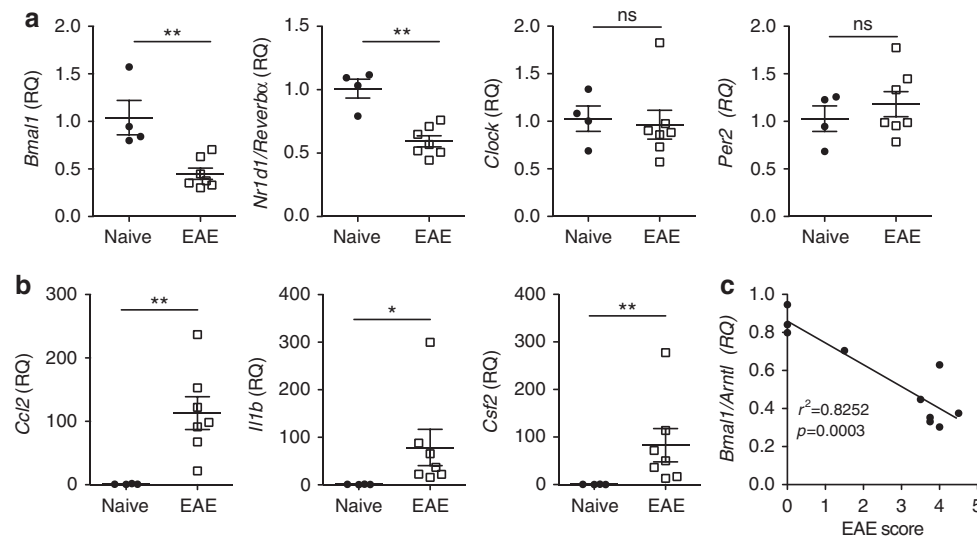 a
Bmal1 (RQ)
2.0
1.5
1.0
0.5
0.0
**
Naive EAE
Nr1d1/Reverbα (RQ)
1.5
1.0
0.5
0.0
**
Naive EAE
Clock (RQ)
2.0
1.5
1.0
0.5
0.0
ns
Naive EAE
Per2 (RQ)
2.0
1.5
1.0
0.5
0.0
ns
Naive EAE
b
Ccl2 (RQ)
300
200
100
0
**
Naive EAE
Il1b (RQ)
400
300
200
100
0
*
Naive EAE
Csf2 (RQ)
400
300
200
100
0
**
Naive EAE
c
Bmal1/Arntl (RQ)
1.0
0.8
0.6
0.4
0.2
0.0
r²=0.8252
p=0.0003
0 1 2 3 4 5
EAE score